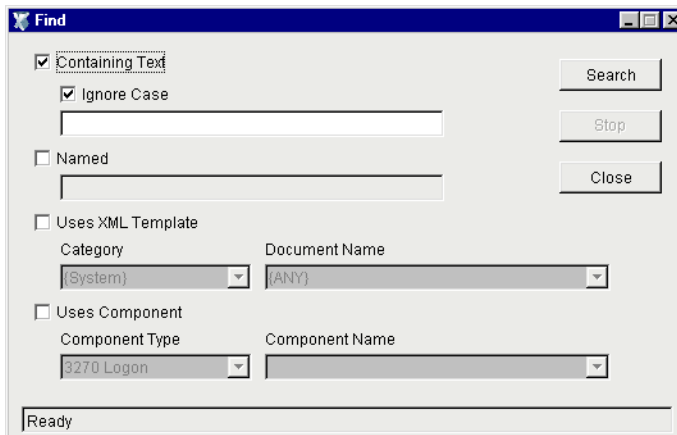 Find
Containing Text
Ignore Case
Search
Stop
Named
Close
Uses XML Template
Category Document Name
{System} {ANY}
Uses Component
Component Type Component Name
3270 Logon
Ready